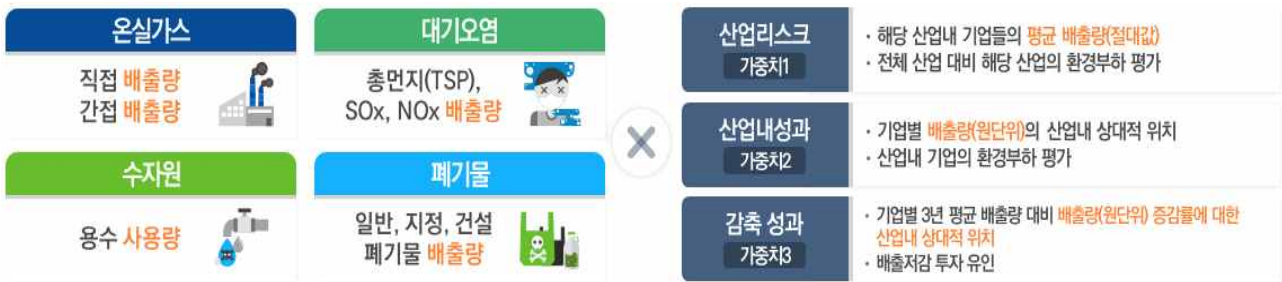 온실가스
직접 배출량
간접 배출량
대기오염
총먼지(TSP),
SOx, NOx 배출량
수자원
용수 사용량
폐기물
일반, 지정, 건설
폐기물 배출량
산업리스크
가중치1
· 해당 산업내 기업들의 평균 배출량(절대값)
· 전체 산업 대비 해당 산업의 환경부하 평가
산업내성과
가중치2
· 기업별 배출량(원단위)의 산업내 상대적 위치
· 산업내 기업의 환경부하 평가
감축 성과
가중치3
· 기업별 3년 평균 배출량 대비 배출량(원단위) 증감률에 대한
산업내 상대적 위치
· 배출저감 투자 유인